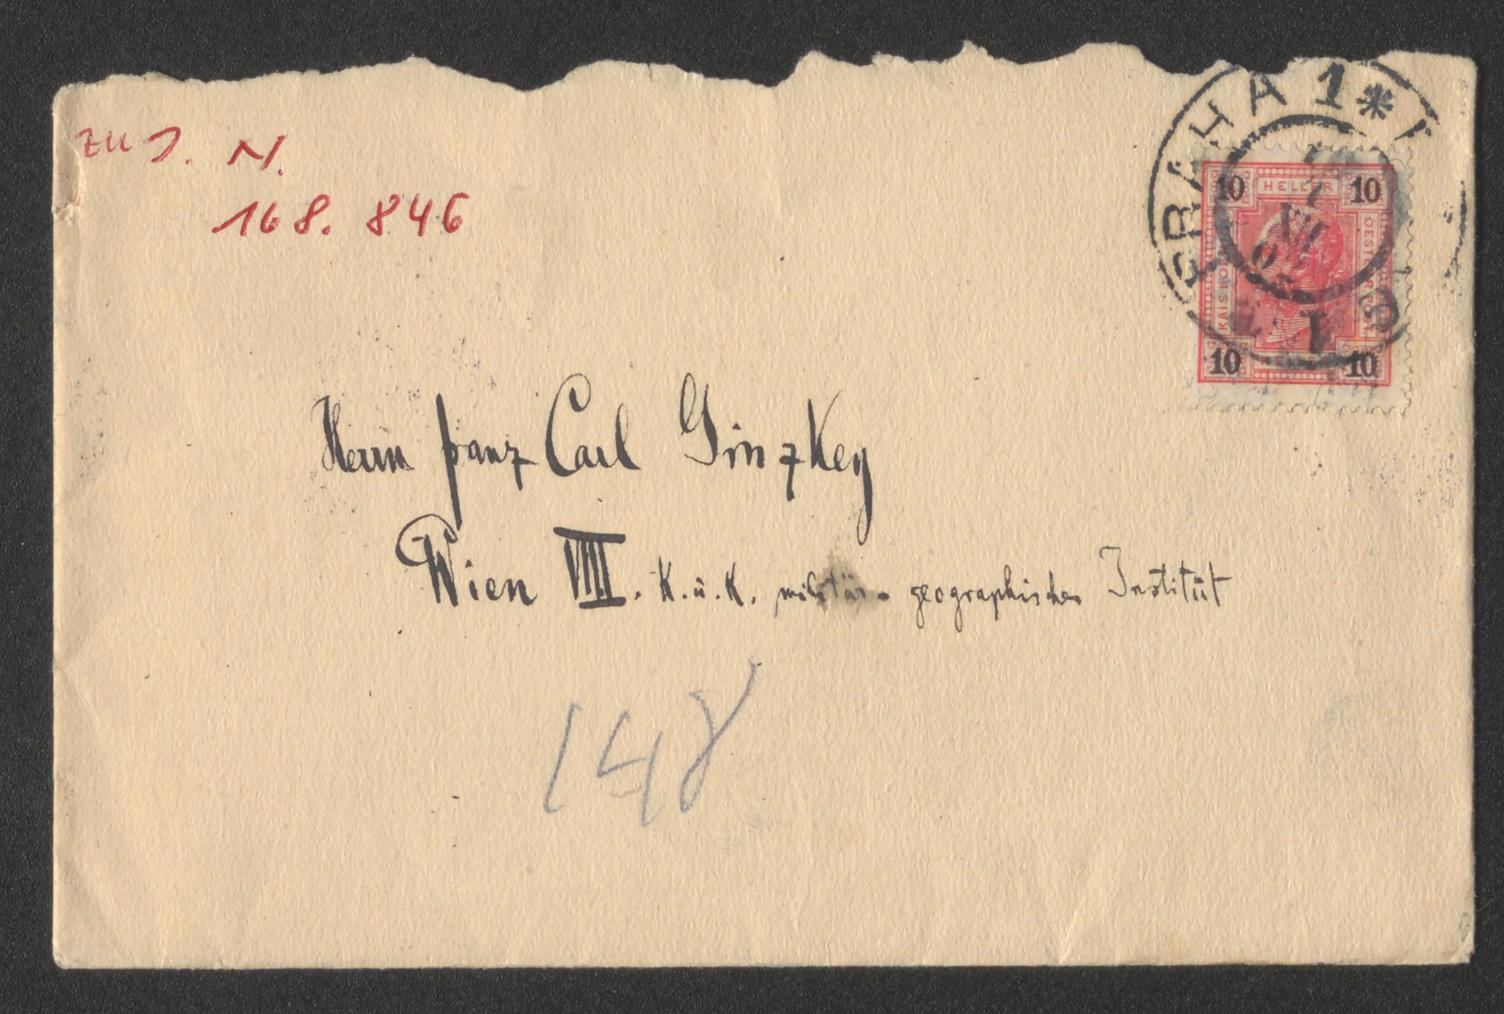 zu J. N.
168.846
PRAHA 1 *
10 HELLER 10
10 10
XII
Herrn Franz Carl Ginzkey
Wien VIII. K.u.K. militär-geographisches Institut
148